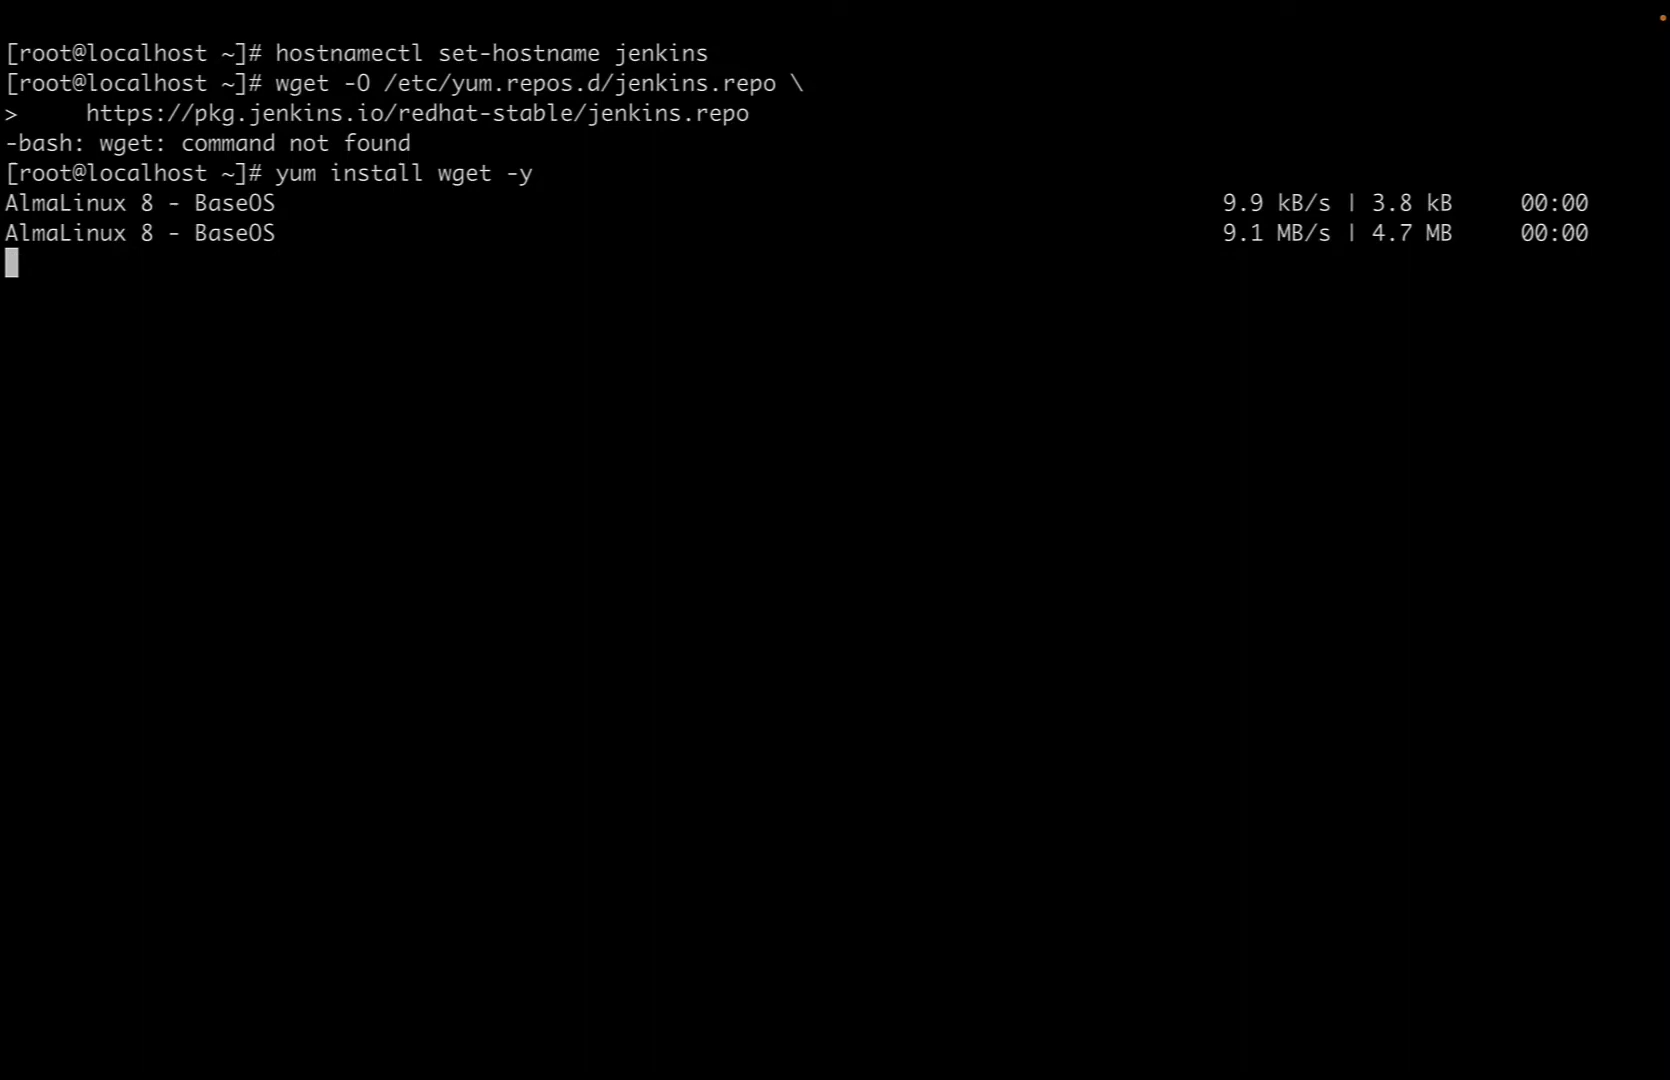 [root@localhost ~]# hostnamectl set-hostname jenkins
[root@localhost ~]# wget -O /etc/yum.repos.d/jenkins.repo \
>     https://pkg.jenkins.io/redhat-stable/jenkins.repo
-bash: wget: command not found
[root@localhost ~]# yum install wget -y
AlmaLinux 8 - BaseOS 9.9 kB/s | 3.8 kB 00:00
AlmaLinux 8 - BaseOS 9.1 MB/s | 4.7 MB 00:00